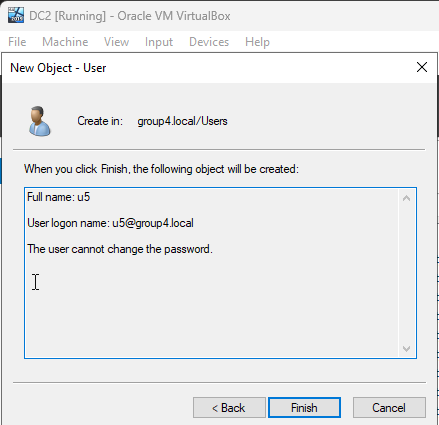 DC2 [Running] - Oracle VM VirtualBox
File Machine View Input Devices Help
New Object - User
Create in: group4.local/Users
When you click Finish, the following object will be created:
Full name: u5
User logon name: u5@group4.local
The user cannot change the password.
< Back Finish Cancel